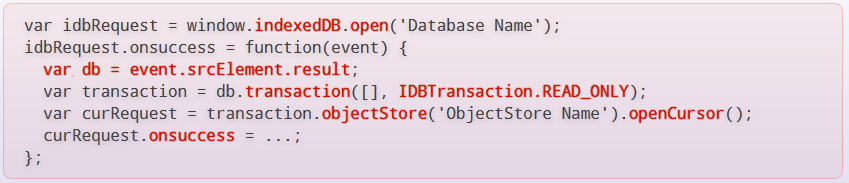 var idbRequest = window.indexedDB.open('Database Name');
idbRequest.onsuccess = function(event) {
  var db = event.srcElement.result;
  var transaction = db.transaction([], IDBTransaction.READ_ONLY);
  var curRequest = transaction.objectStore('ObjectStore Name').openCursor();
  curRequest.onsuccess = ...;
};